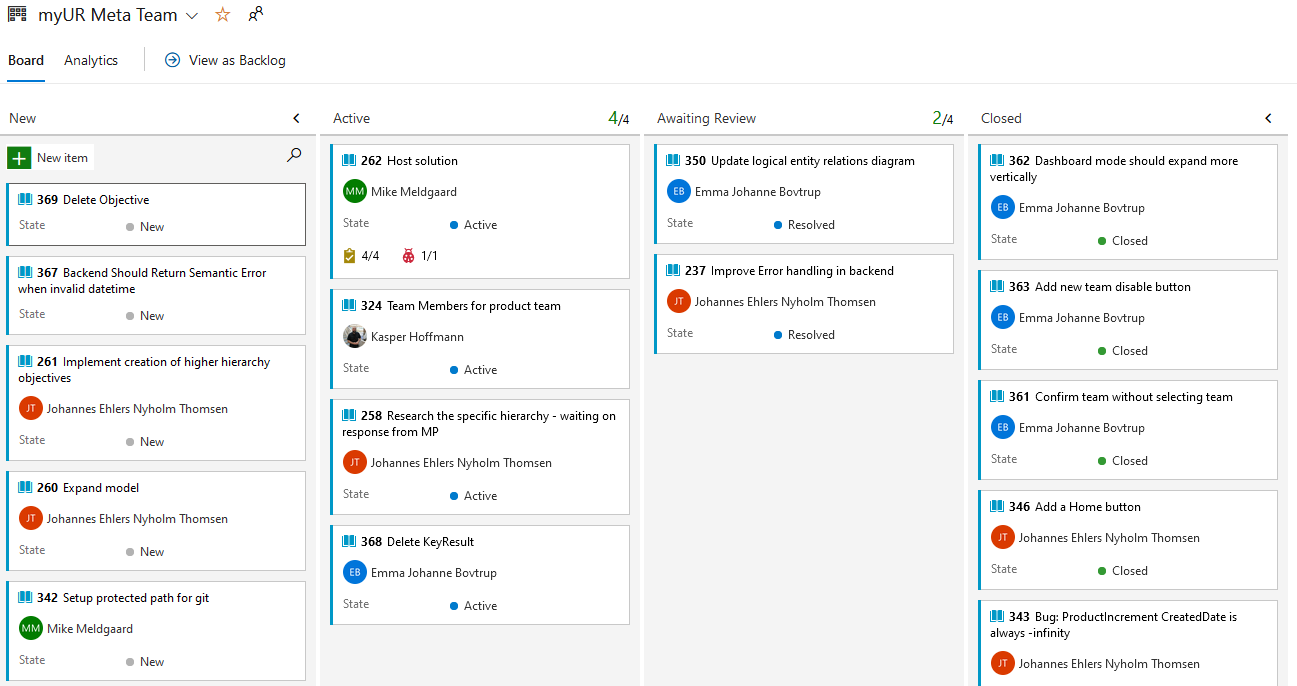 myUR Meta Team
Board Analytics View as Backlog
New
New item
369 Delete Objective
State New
367 Backend Should Return Semantic Error
when invalid datetime
State New
261 Implement creation of higher hierarchy
objectives
JT Johannes Ehlers Nyholm Thomsen
State New
260 Expand model
JT Johannes Ehlers Nyholm Thomsen
State New
342 Setup protected path for git
MM Mike Meldgaard
State New
Active 4/4
262 Host solution
MM Mike Meldgaard
State Active
4/4 1/1
324 Team Members for product team
Kasper Hoffmann
State Active
258 Research the specific hierarchy - waiting on
response from MP
JT Johannes Ehlers Nyholm Thomsen
State Active
368 Delete KeyResult
EB Emma Johanne Bovtrup
State Active
Awaiting Review 2/4
350 Update logical entity relations diagram
EB Emma Johanne Bovtrup
State Resolved
237 Improve Error handling in backend
JT Johannes Ehlers Nyholm Thomsen
State Resolved
Closed
362 Dashboard mode should expand more
vertically
EB Emma Johanne Bovtrup
State Closed
363 Add new team disable button
EB Emma Johanne Bovtrup
State Closed
361 Confirm team without selecting team
EB Emma Johanne Bovtrup
State Closed
346 Add a Home button
JT Johannes Ehlers Nyholm Thomsen
State Closed
343 Bug: ProductIncrement CreatedDate is
always -infinity
JT Johannes Ehlers Nyholm Thomsen